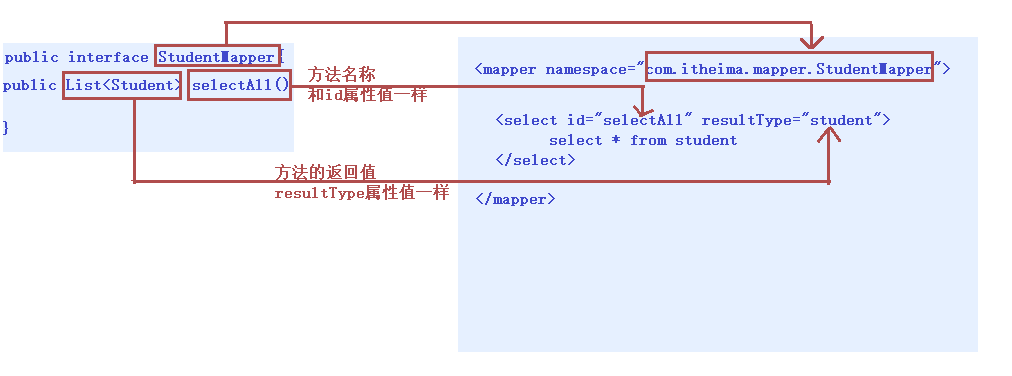 public interface StudentMapper{
public List<Student> selectAll()
}
方法名称
和id属性值一样
方法的返回值
resultType属性值一样
<mapper namespace="com.itheima.mapper.StudentMapper">
<select id="selectAll" resultType="student">
select * from student
</select>
</mapper>